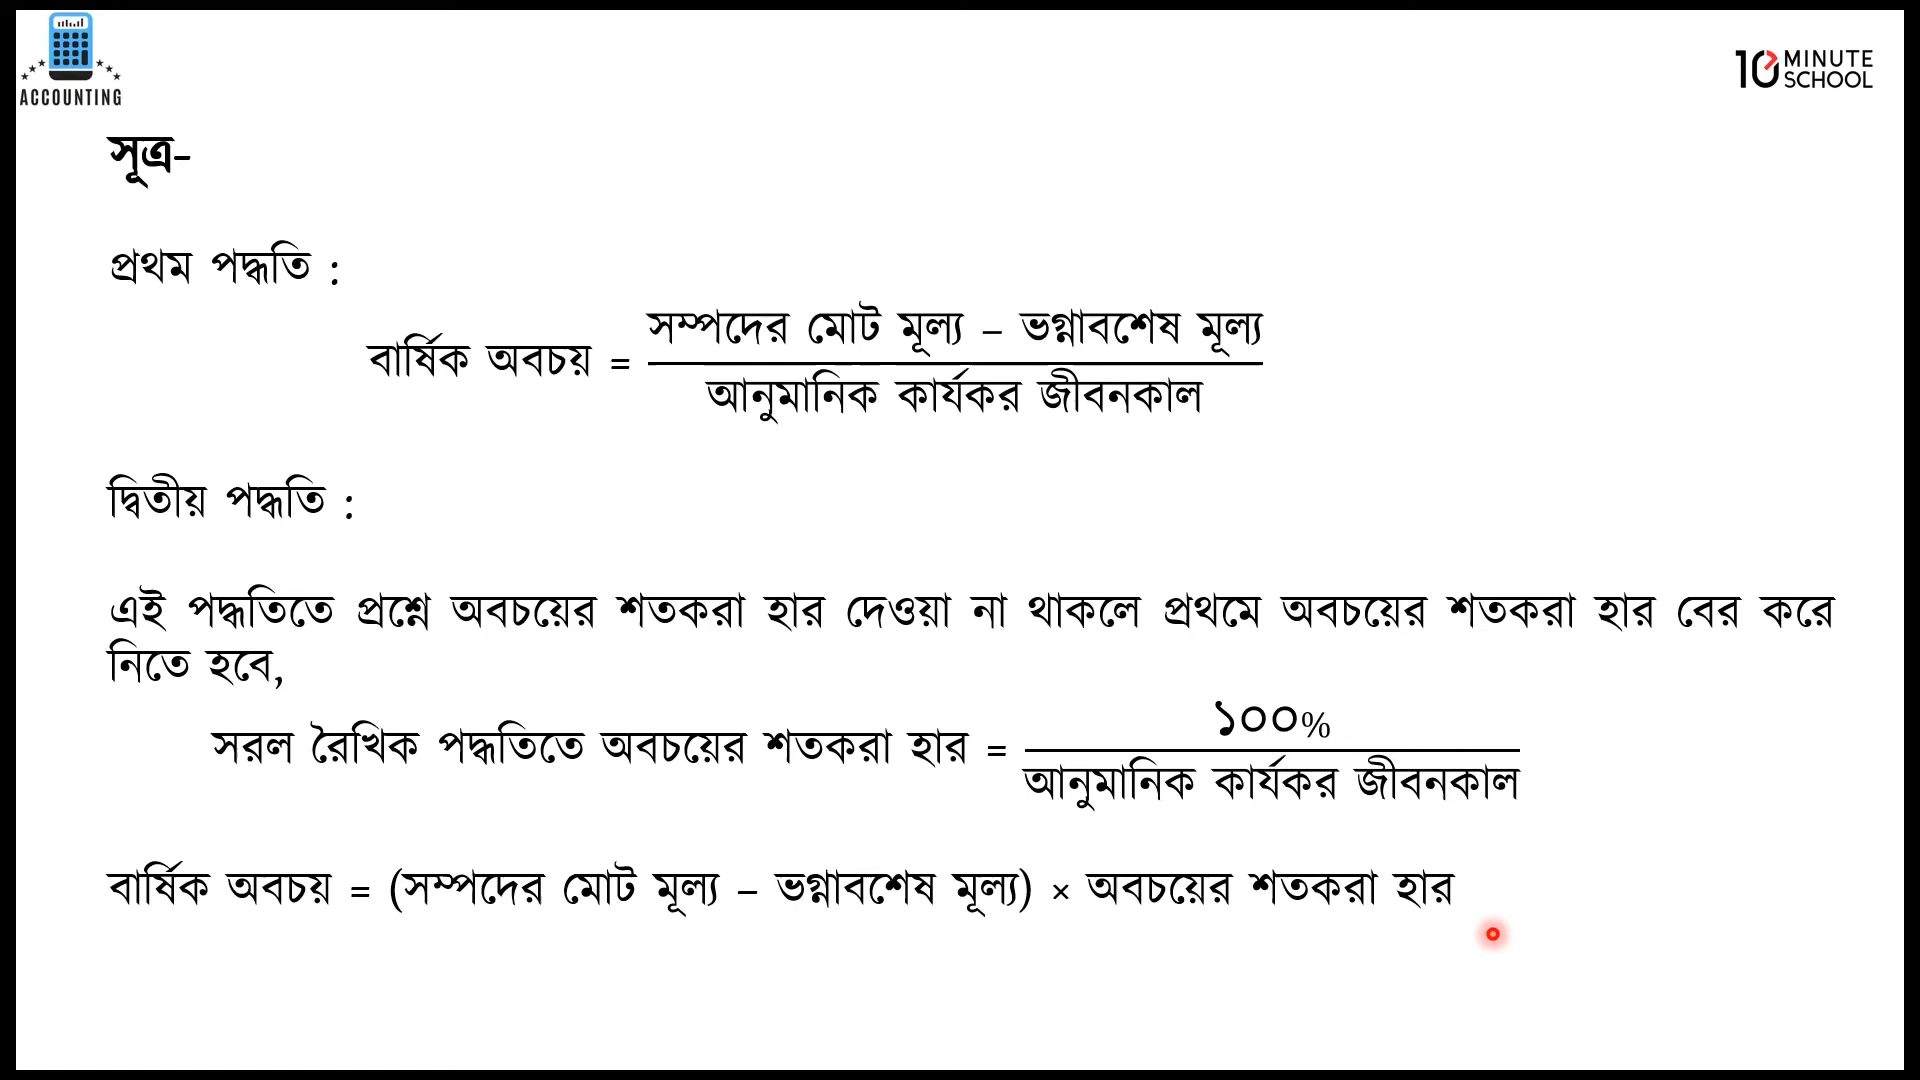 ACCOUNTING
10 MINUTE
SCHOOL
সূত্র-
প্রথম পদ্ধতি :
বার্ষিক অবচয় = সম্পদের মোট মূল্য – ভগ্নাবশেষ মূল্য
আনুমানিক কার্যকর জীবনকাল
দ্বিতীয় পদ্ধতি :
এই পদ্ধতিতে প্রশ্নে অবচয়ের শতকরা হার দেওয়া না থাকলে প্রথমে অবচয়ের শতকরা হার বের করে
নিতে হবে,
সরল রৈখিক পদ্ধতিতে অবচয়ের শতকরা হার = ১০০%
আনুমানিক কার্যকর জীবনকাল
বার্ষিক অবচয় = (সম্পদের মোট মূল্য – ভগ্নাবশেষ মূল্য) × অবচয়ের শতকরা হার